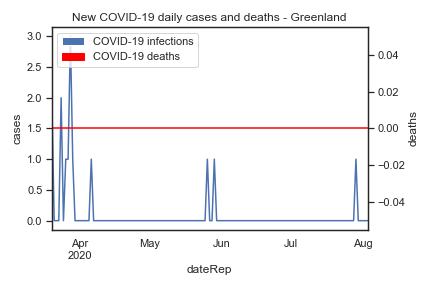 New COVID-19 daily cases and deaths - Greenland
COVID-19 infections
COVID-19 deaths
3.0
2.5
2.0
1.5
1.0
0.5
0.0
cases
0.04
0.02
0.00
−0.02
−0.04
deaths
Apr
2020
May
Jun
Jul
Aug
dateRep